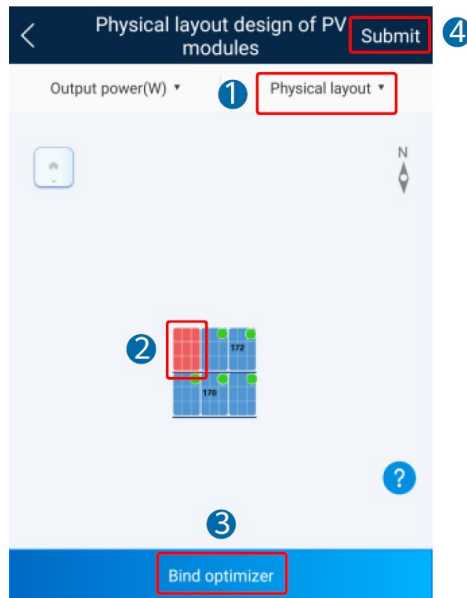 Physical layout design of PV
modules
Submit
4
Output power(W)
1
Physical layout
N
2
172
170
?
3
Bind optimizer